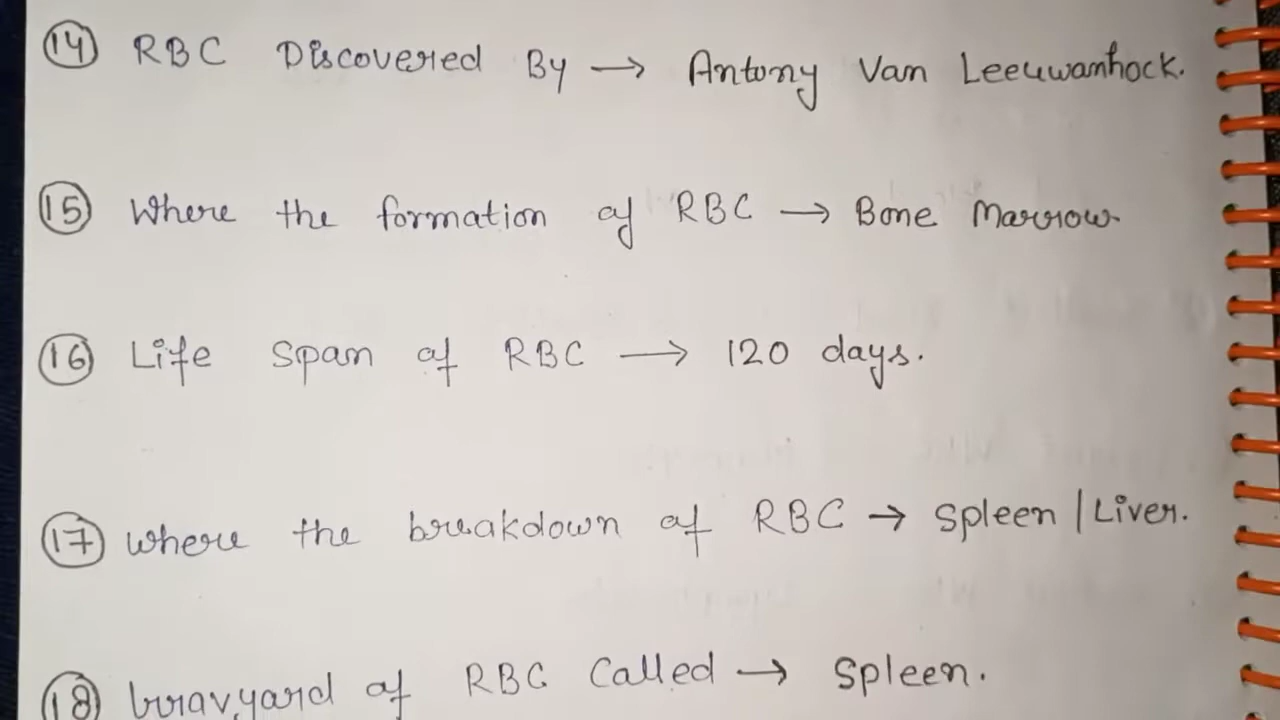 14 RBC Discovered By → Antony Van Leeuwanhock.
15 Where the formation of RBC → Bone Marrow
16 Life Span of RBC → 120 days.
17 where the breakdown of RBC → Spleen | Liver.
18 Gravyard of RBC Called → Spleen.